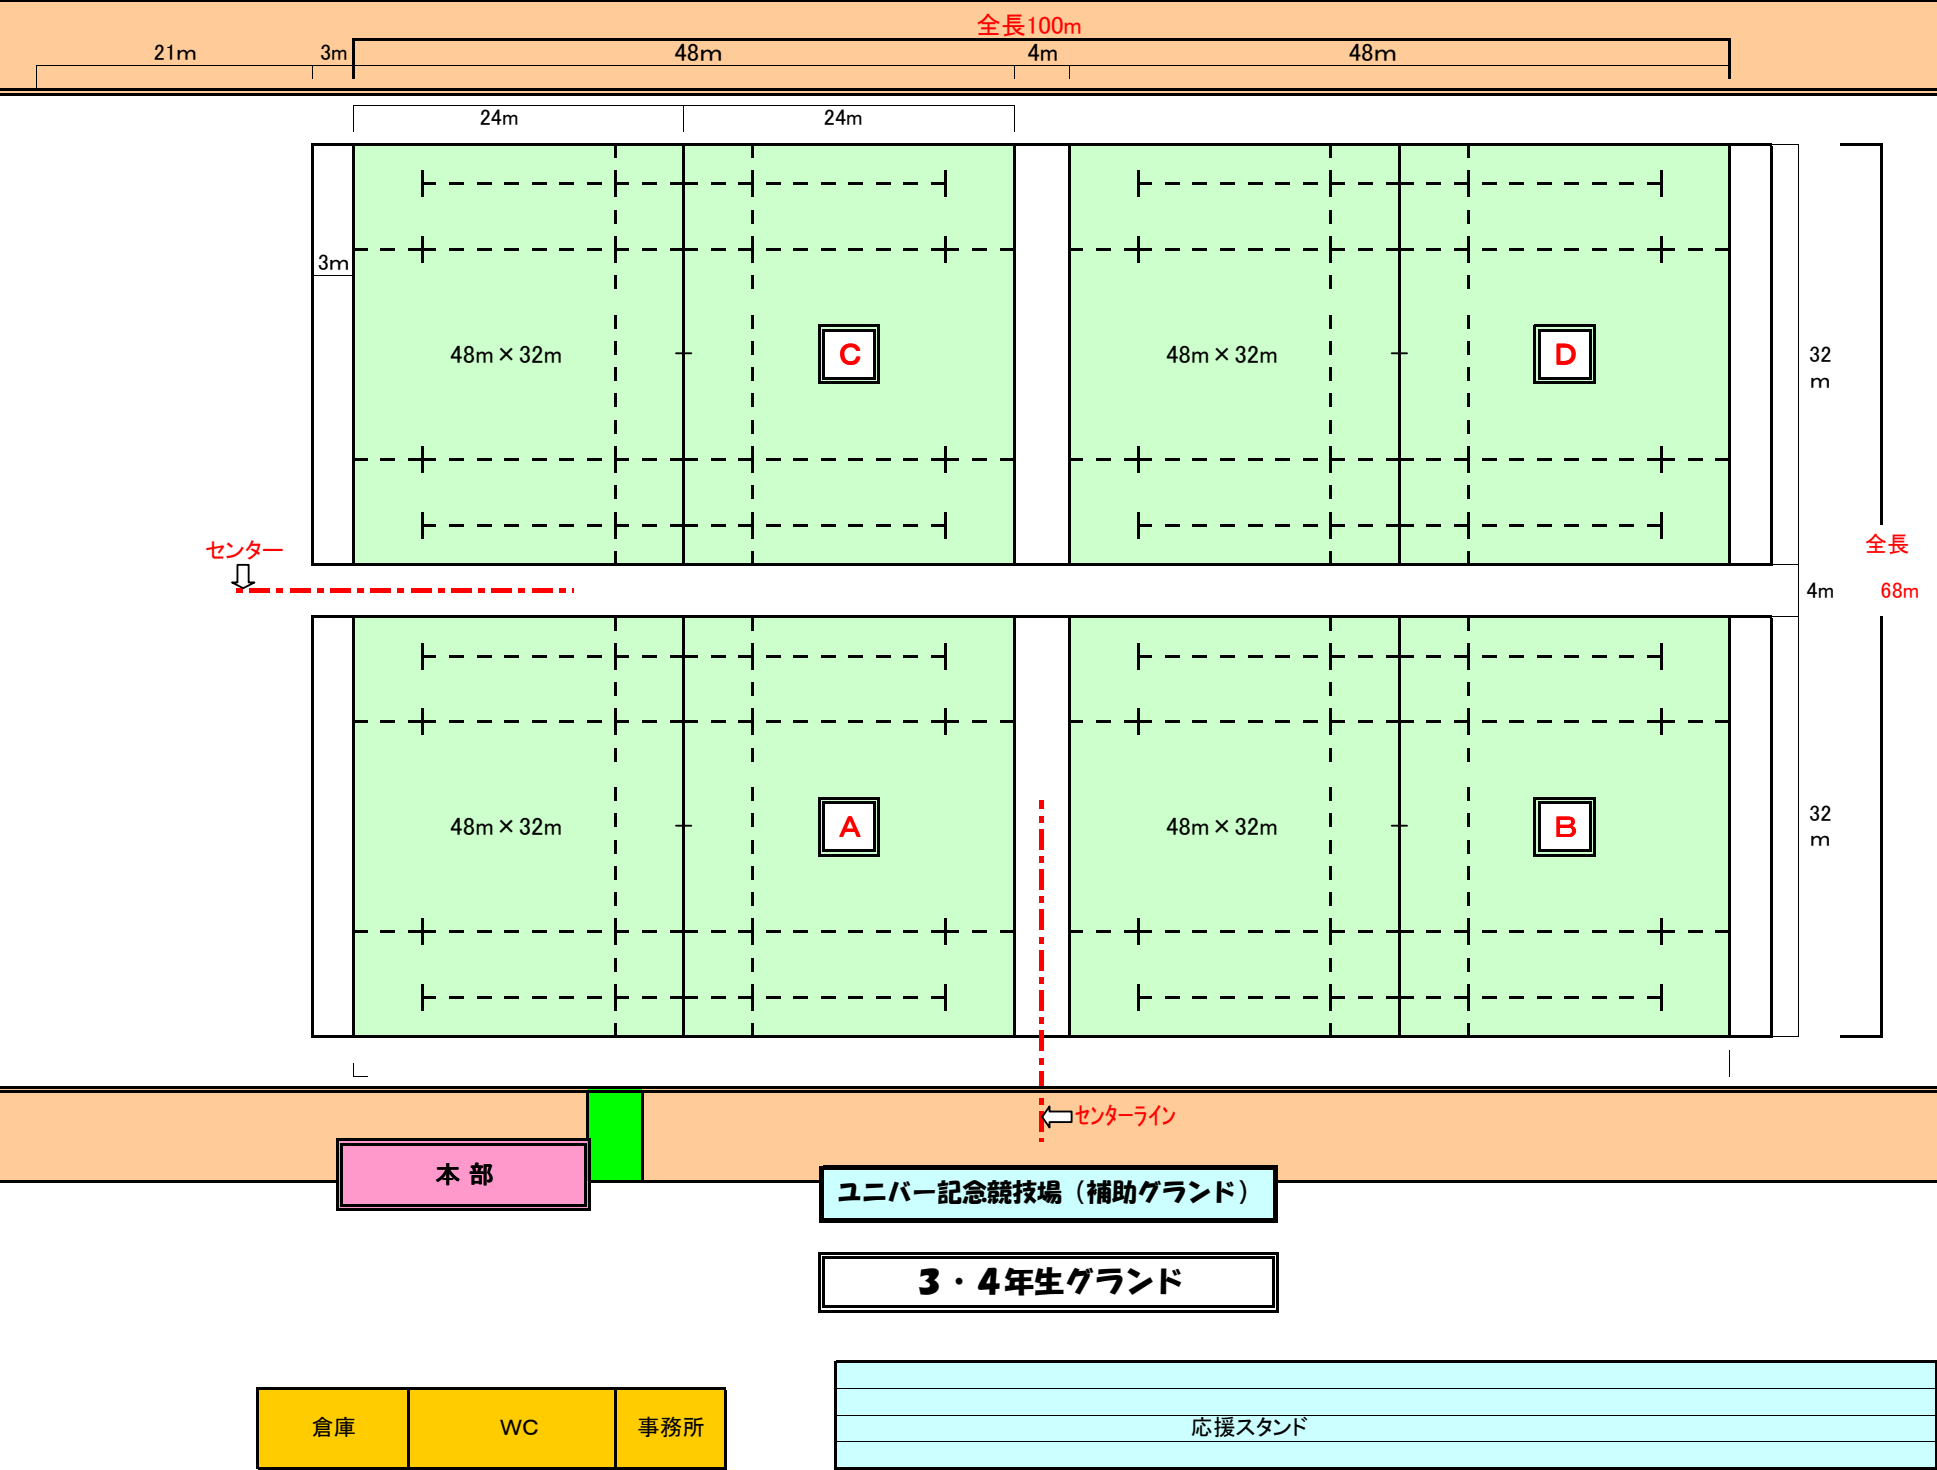 全長100m
21m 3m 48m 4m 48m
24m 24m
3m
48m×32m C 48m×32m D 32
m
センター 全長
4m 68m
48m×32m A 48m×32m B 32
m
センターライン
本 部
ユニバー記念競技場（補助グランド）
３・４年生グランド
倉庫 WC 事務所 応援スタンド